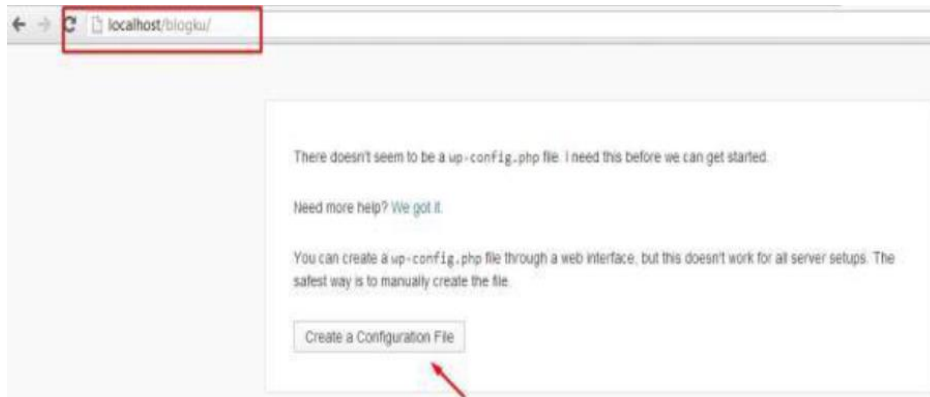 localhost/blogku/
There doesn't seem to be a wp-config.php file. I need this before we can get started.
Need more help? We got it.
You can create a wp-config.php file through a web interface, but this doesn't work for all server setups. The
safest way is to manually create the file.
Create a Configuration File